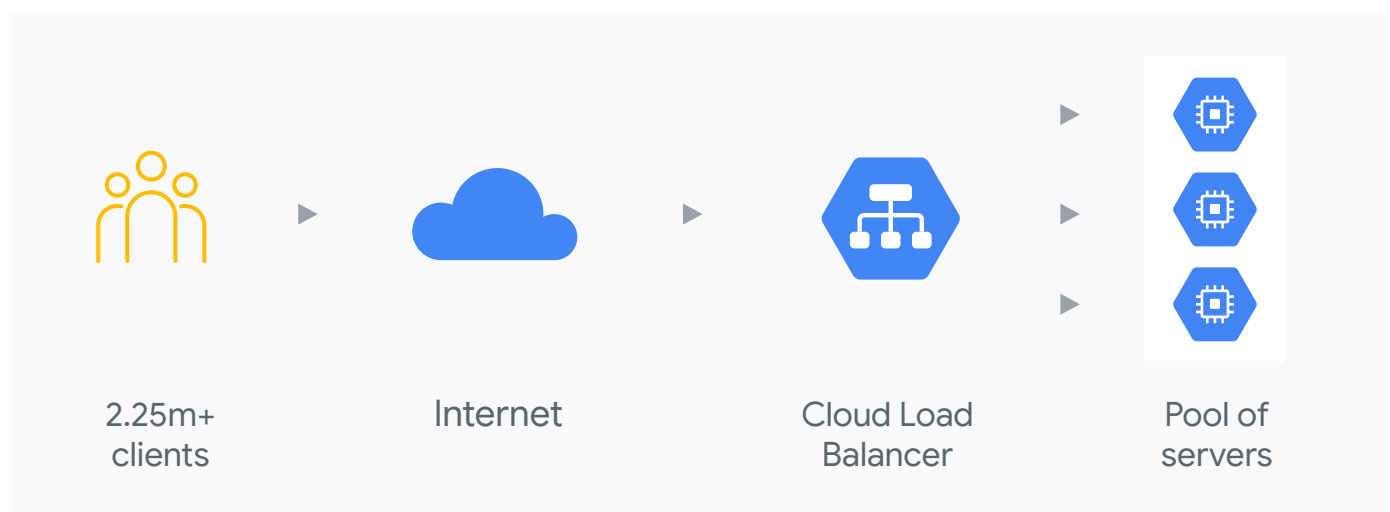 2.25m+
clients
Internet
Cloud Load
Balancer
Pool of
servers